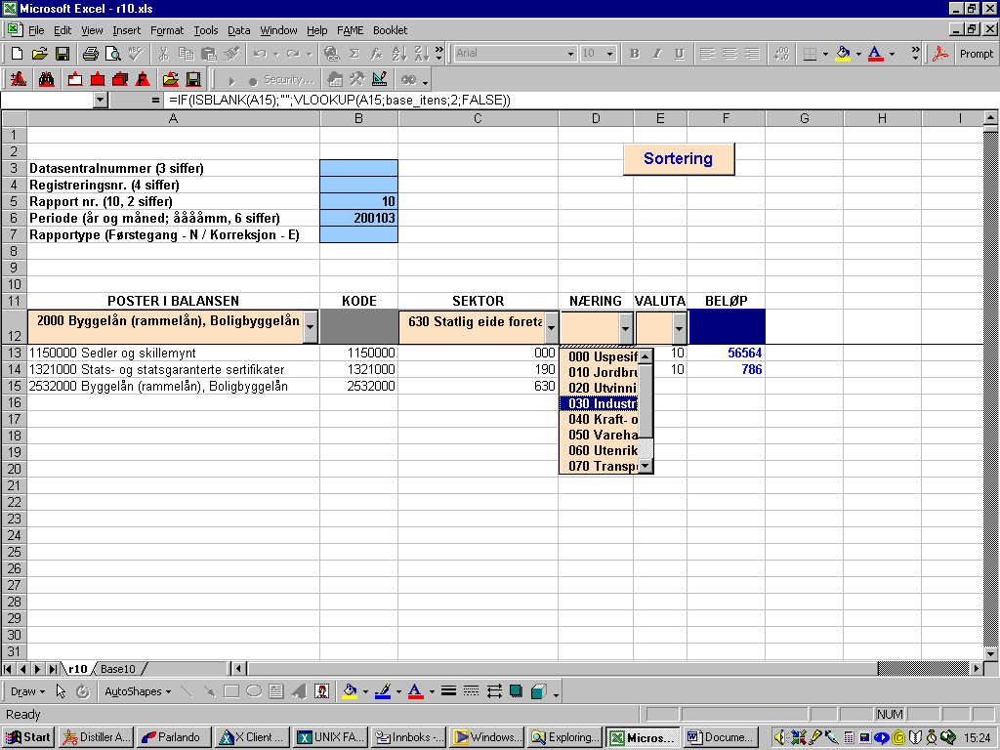 Microsoft Excel - r10.xls
File Edit View Insert Format Tools Data Window Help FAME Booklet
Arial 10 B I U Prompt
Security...
= =IF(ISBLANK(A15);"";VLOOKUP(A15;base_itens;2;FALSE))
A B C D E F G H I
1
2 Sortering
3 Datasentralnummer (3 siffer)
4 Registreringsnr. (4 siffer)
5 Rapport nr. (10, 2 siffer) 10
6 Periode (år og måned; ååååmm, 6 siffer) 200103
7 Rapportype (Førstegang - N / Korreksjon - E)
8
9
10
11 POSTER I BALANSEN KODE SEKTOR NÆRING VALUTA BELØP
12 2000 Byggelån (rammelån), Boligbyggelån 630 Statlig eide foreta
13 1150000 Sedler og skillemynt 1150000 000 10 56564
14 1321000 Stats- og statsgaranterte sertifikater 1321000 190 10 786
15 2532000 Byggelån (rammelån), Boligbyggelån 2532000 630
000 Uspesif
010 Jordbru
020 Utvinni
030 Industr
040 Kraft- o
050 Vareha
060 Utenrik
070 Transp
16
17
18
19
20
21
22
23
24
25
26
27
28
29
30
31
r10 Base10
Draw AutoShapes A
Ready NUM
Start Distiller A... Parlando X Client ... UNIX FA... Innboks -... Windows... Exploring... Micros... Docume... 15:24